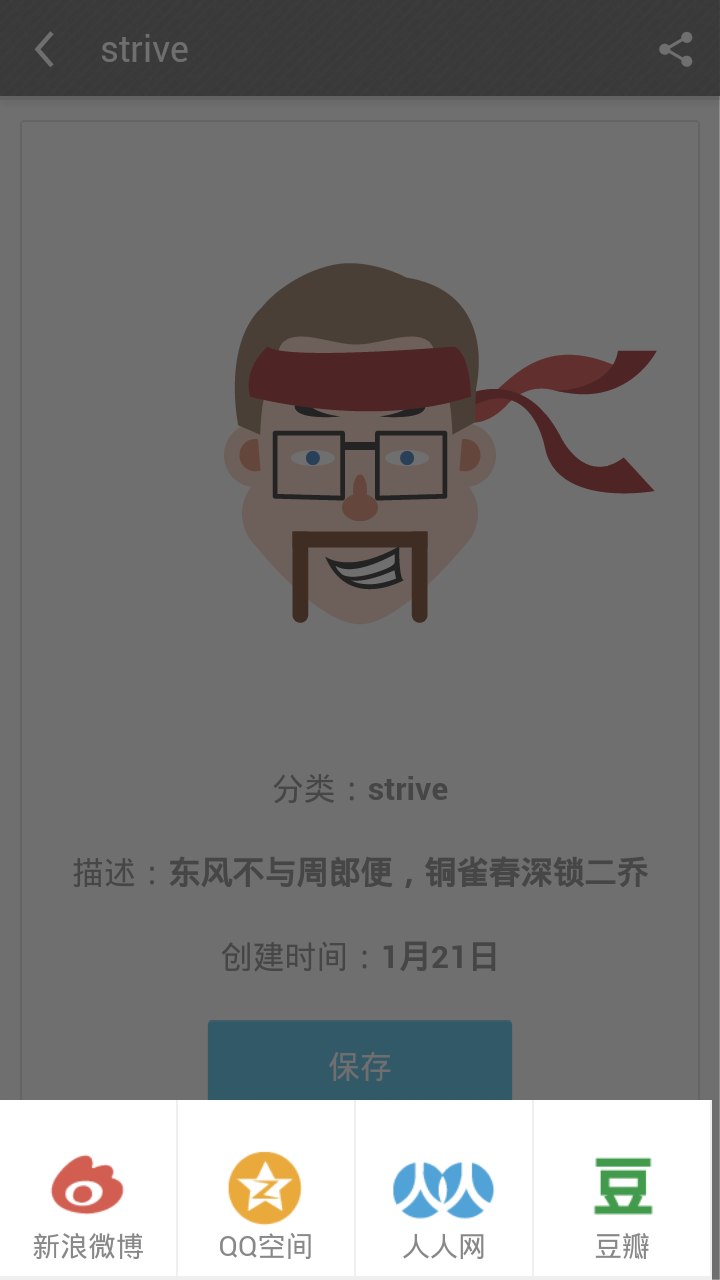 strive
分类：strive
描述：东风不与周郎便，铜雀春深锁二乔
创建时间：1月21日
保存
豆
新浪微博
QQ空间
人人网
豆瓣